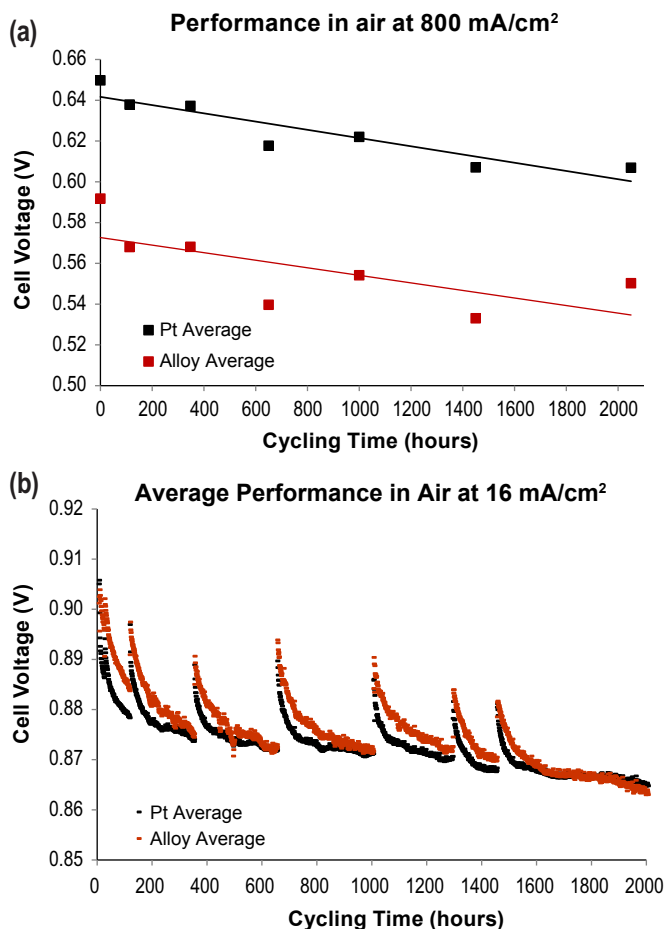 (a)
Performance in air at 800 mA/cm²
Cell Voltage (V)
0.66
0.64
0.62
0.60
0.58
0.56
0.54
0.52
0.50
Pt Average
Alloy Average
0 200 400 600 800 1000 1200 1400 1600 1800 2000
Cycling Time (hours)
(b)
Average Performance in Air at 16 mA/cm²
Cell Voltage (V)
0.92
0.91
0.90
0.89
0.88
0.87
0.86
0.85
Pt Average
Alloy Average
0 200 400 600 800 1000 1200 1400 1600 1800 2000
Cycling Time (hours)